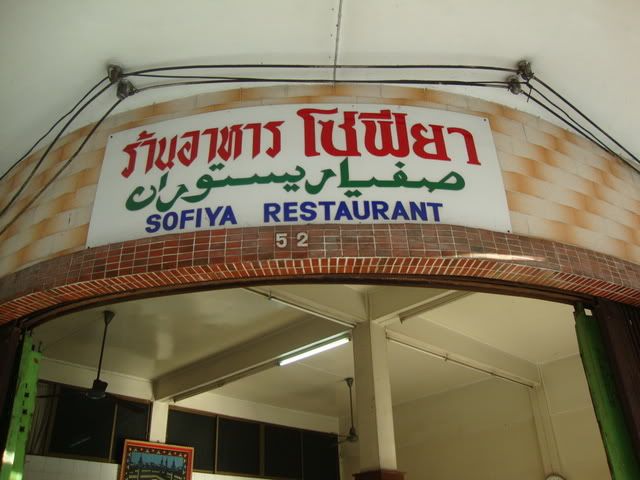 ร้านอาหาร โซฟียา
صفيا ريستوران
SOFIYA RESTAURANT
52